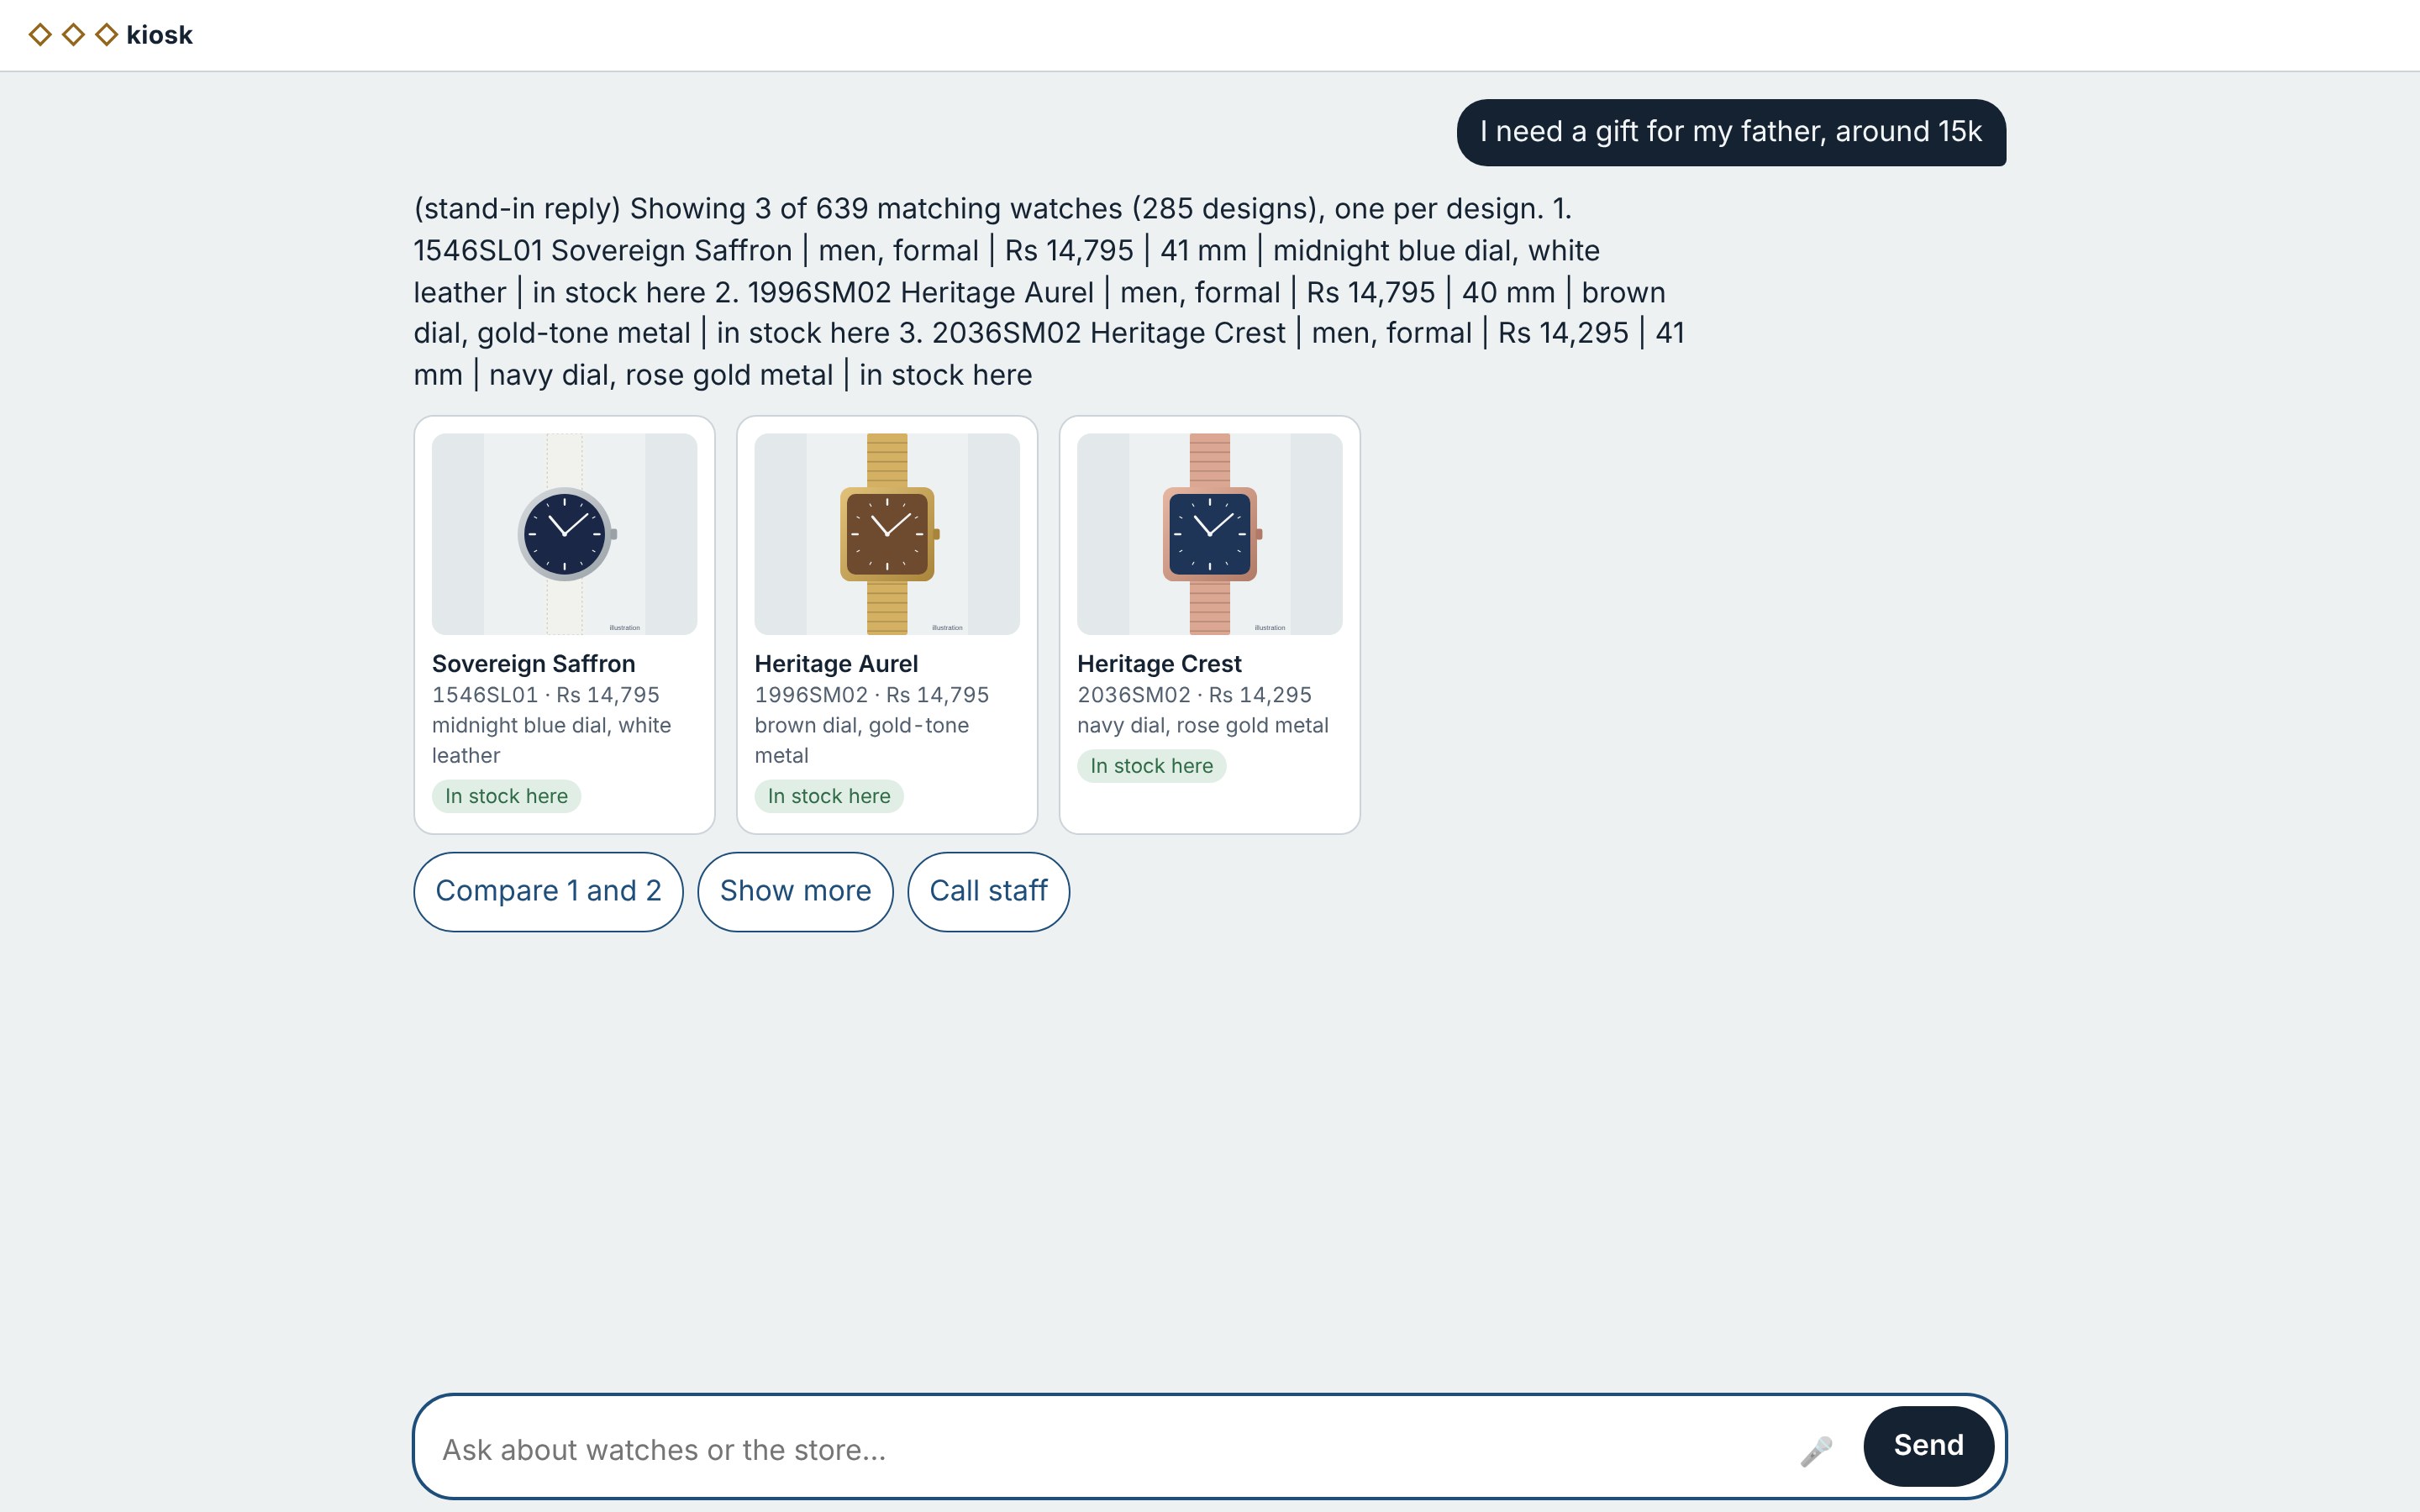 kiosk
I need a gift for my father, around 15k
(stand-in reply) Showing 3 of 639 matching watches (285 designs), one per design. 1.
1546SL01 Sovereign Saffron | men, formal | Rs 14,795 | 41 mm | midnight blue dial, white
leather | in stock here 2. 1996SM02 Heritage Aurel | men, formal | Rs 14,795 | 40 mm | brown
dial, gold-tone metal | in stock here 3. 2036SM02 Heritage Crest | men, formal | Rs 14,295 | 41
mm | navy dial, rose gold metal | in stock here
illustration
Sovereign Saffron
1546SL01 · Rs 14,795
midnight blue dial, white
leather
In stock here
illustration
Heritage Aurel
1996SM02 · Rs 14,795
brown dial, gold-tone
metal
In stock here
illustration
Heritage Crest
2036SM02 · Rs 14,295
navy dial, rose gold metal
In stock here
Compare 1 and 2
Show more
Call staff
Ask about watches or the store...
Send